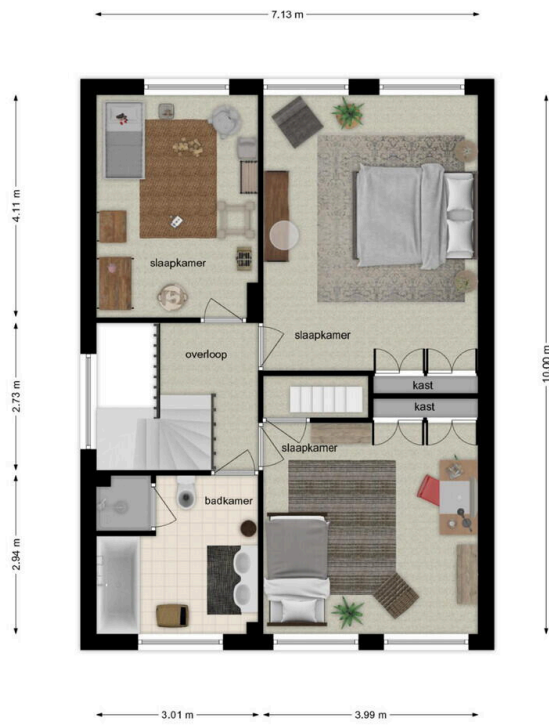 7.13 m
4.11 m
slaapkamer
slaapkamer
10.00 m
overloop
2.73 m
kast
kast
slaapkamer
badkamer
2.94 m
3.01 m
3.99 m